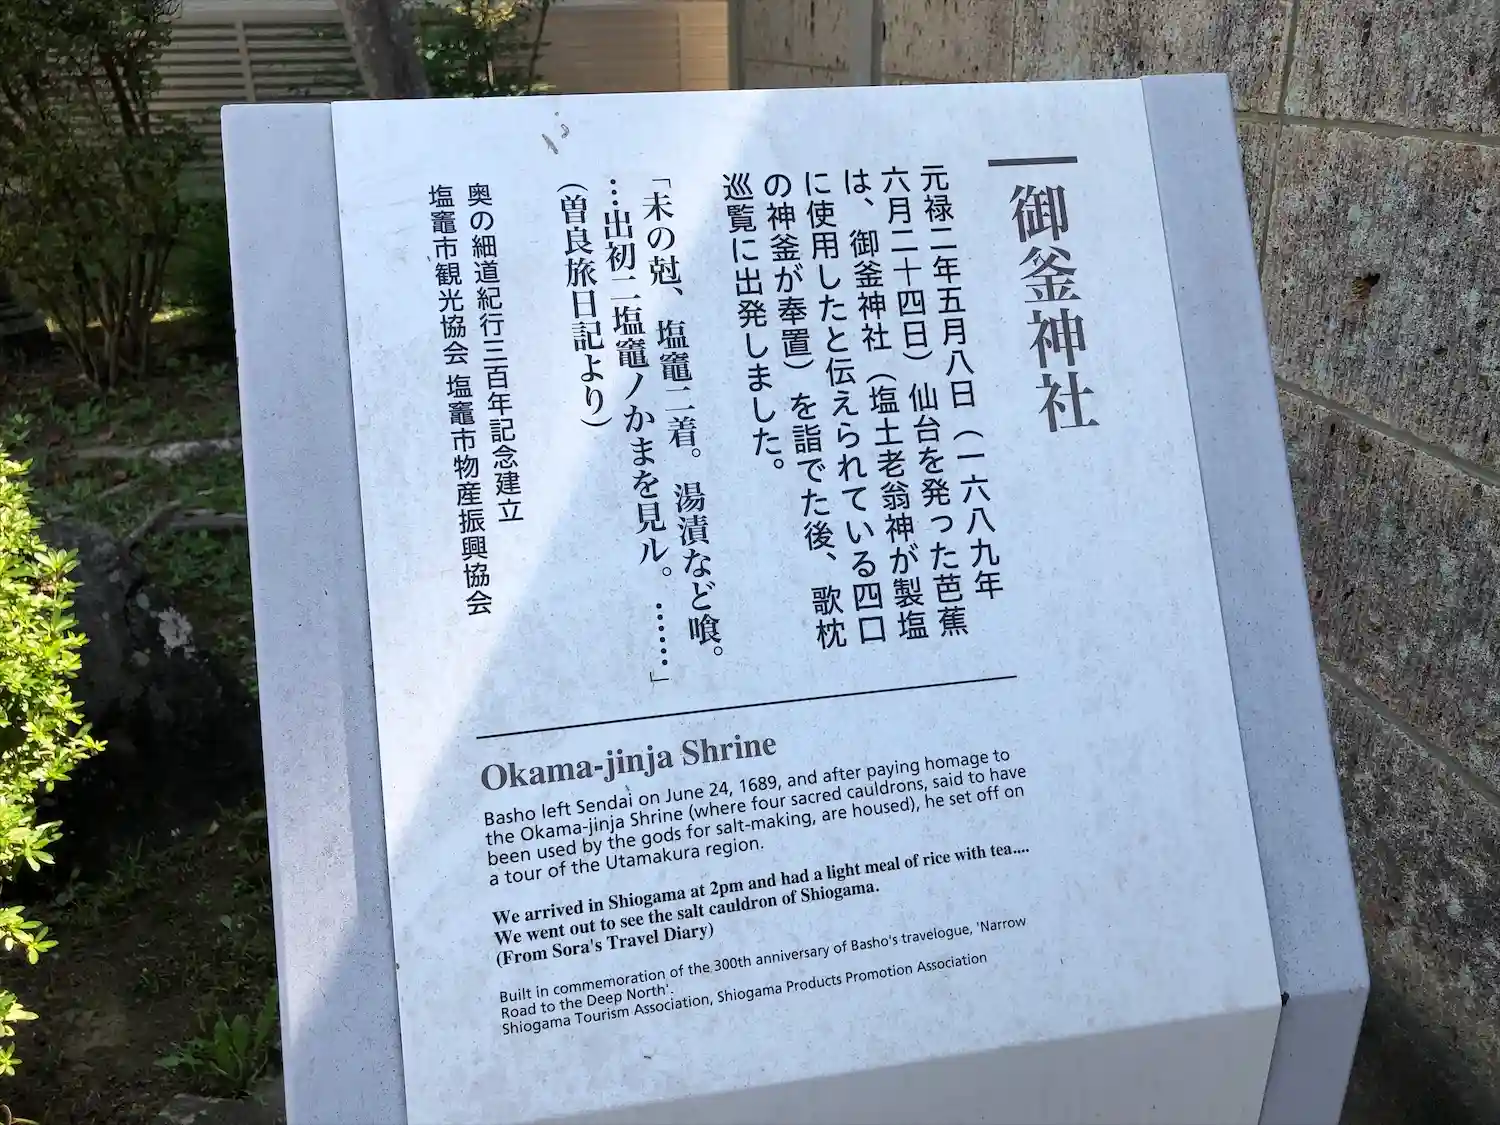 御釜神社
元禄二年五月八日（一六八九年
六月二十四日）仙台を発った芭蕉
は、御釜神社（塩土老翁神が製塩
に使用したと伝えられている四口
の神釜が奉置）を詣でた後、歌枕
巡覧に出発しました。
「未の尅、塩竈ニ着。湯漬など喰。
…出初ニ塩竈ノかまを見ル。……」
（曽良旅日記より）
奥の細道紀行三百年記念建立
塩竈市観光協会 塩竈市物産振興協会
Okama-jinja Shrine
Basho left Sendai on June 24, 1689, and after paying homage to
the Okama-jinja Shrine (where four sacred cauldrons, said to have
been used by the gods for salt-making, are housed), he set off on
a tour of the Utamakura region.
We arrived in Shiogama at 2pm and had a light meal of rice with tea....
We went out to see the salt cauldron of Shiogama.
(From Sora's Travel Diary)
Built in commemoration of the 300th anniversary of Basho's travelogue, 'Narrow
Road to the Deep North'.
Shiogama Tourism Association, Shiogama Products Promotion Association